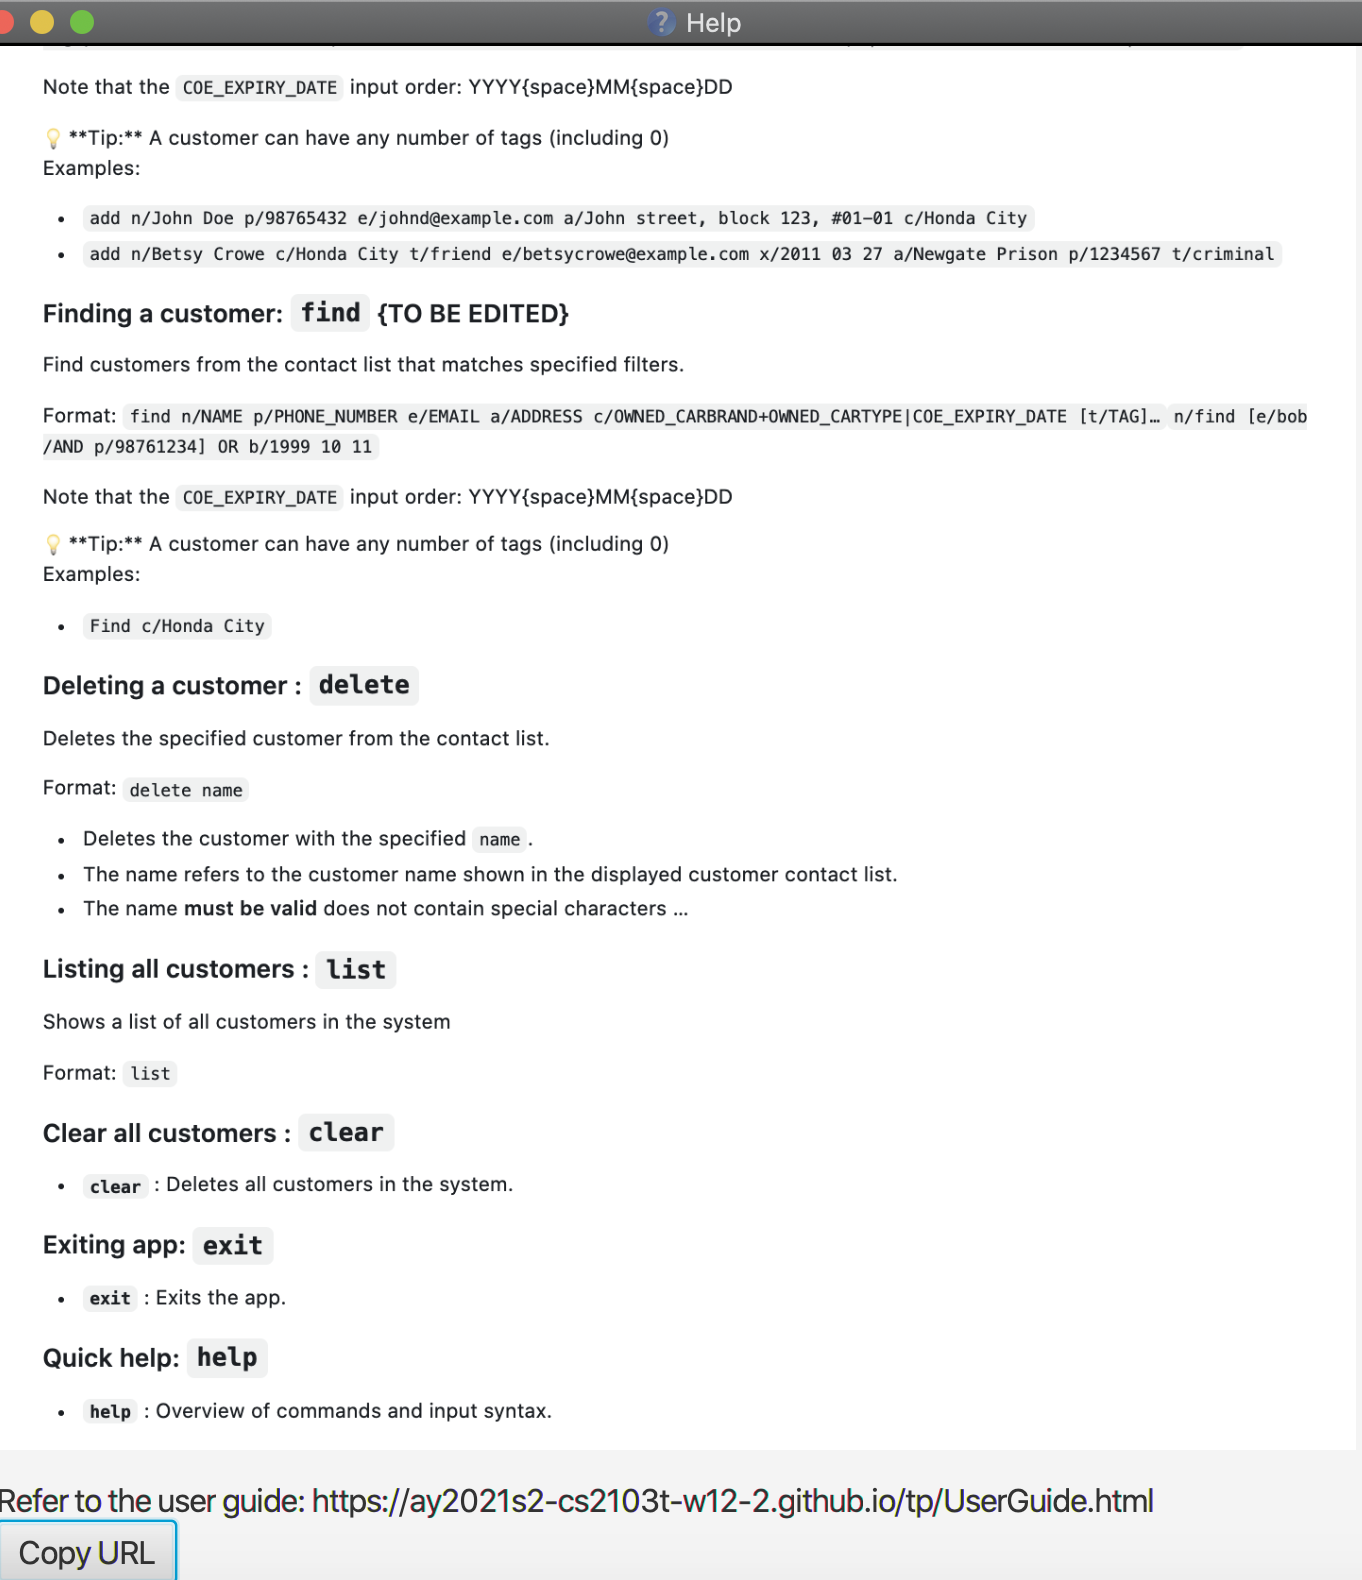 Help
Note that the COE_EXPIRY_DATE input order: YYYY{space}MM{space}DD
**Tip:** A customer can have any number of tags (including 0)
Examples:
• add n/John Doe p/98765432 e/johnd@example.com a/John street, block 123, #01-01 c/Honda City
• add n/Betsy Crowe c/Honda City t/friend e/betsycrowe@example.com x/2011 03 27 a/Newgate Prison p/1234567 t/criminal
Finding a customer: find {TO BE EDITED}
Find customers from the contact list that matches specified filters.
Format: find n/NAME p/PHONE_NUMBER e/EMAIL a/ADDRESS c/OWNED_CARBRAND+OWNED_CARTYPE|COE_EXPIRY_DATE [t/TAG]… n/find [e/bob
/AND p/98761234] OR b/1999 10 11
Note that the COE_EXPIRY_DATE input order: YYYY{space}MM{space}DD
**Tip:** A customer can have any number of tags (including 0)
Examples:
• Find c/Honda City
Deleting a customer : delete
Deletes the specified customer from the contact list.
Format: delete name
• Deletes the customer with the specified name.
• The name refers to the customer name shown in the displayed customer contact list.
• The name must be valid does not contain special characters …
Listing all customers : list
Shows a list of all customers in the system
Format: list
Clear all customers : clear
• clear : Deletes all customers in the system.
Exiting app: exit
• exit : Exits the app.
Quick help: help
• help : Overview of commands and input syntax.
Refer to the user guide: https://ay2021s2-cs2103t-w12-2.github.io/tp/UserGuide.html
Copy URL